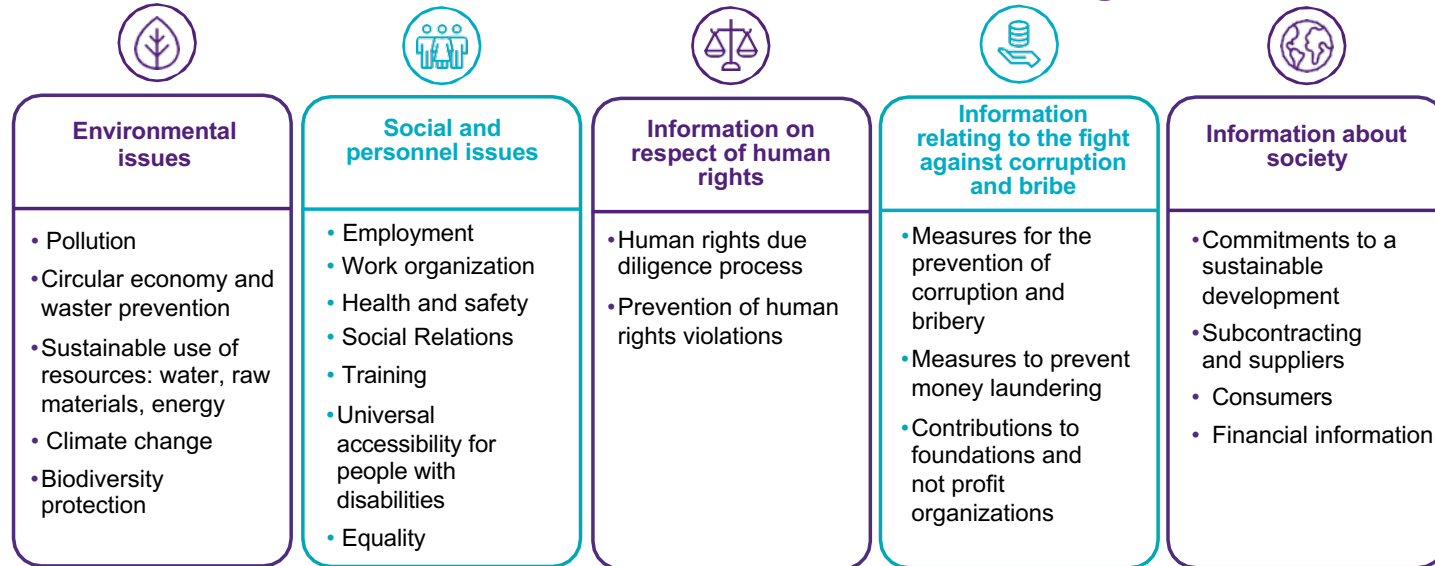 Environmental
issues
• Pollution
•Circular economy and
waster prevention
•Sustainable use of
resources: water, raw
materials, energy
• Climate change
•Biodiversity
protection
Social and
personnel issues
• Employment
• Work organization
• Health and safety
• Social Relations
• Training
•Universal
accessibility for
people with
disabilities
• Equality
Information on
respect of human
rights
•Human rights due
diligence process
•Prevention of human
rights violations
Information
relating to the fight
against corruption
and bribe
•Measures for the
prevention of
corruption and
bribery
•Measures to prevent
money laundering
•Contributions to
foundations and
not profit
organizations
Information about
society
•Commitments to a
sustainable
development
•Subcontracting
and suppliers
• Consumers
• Financial information